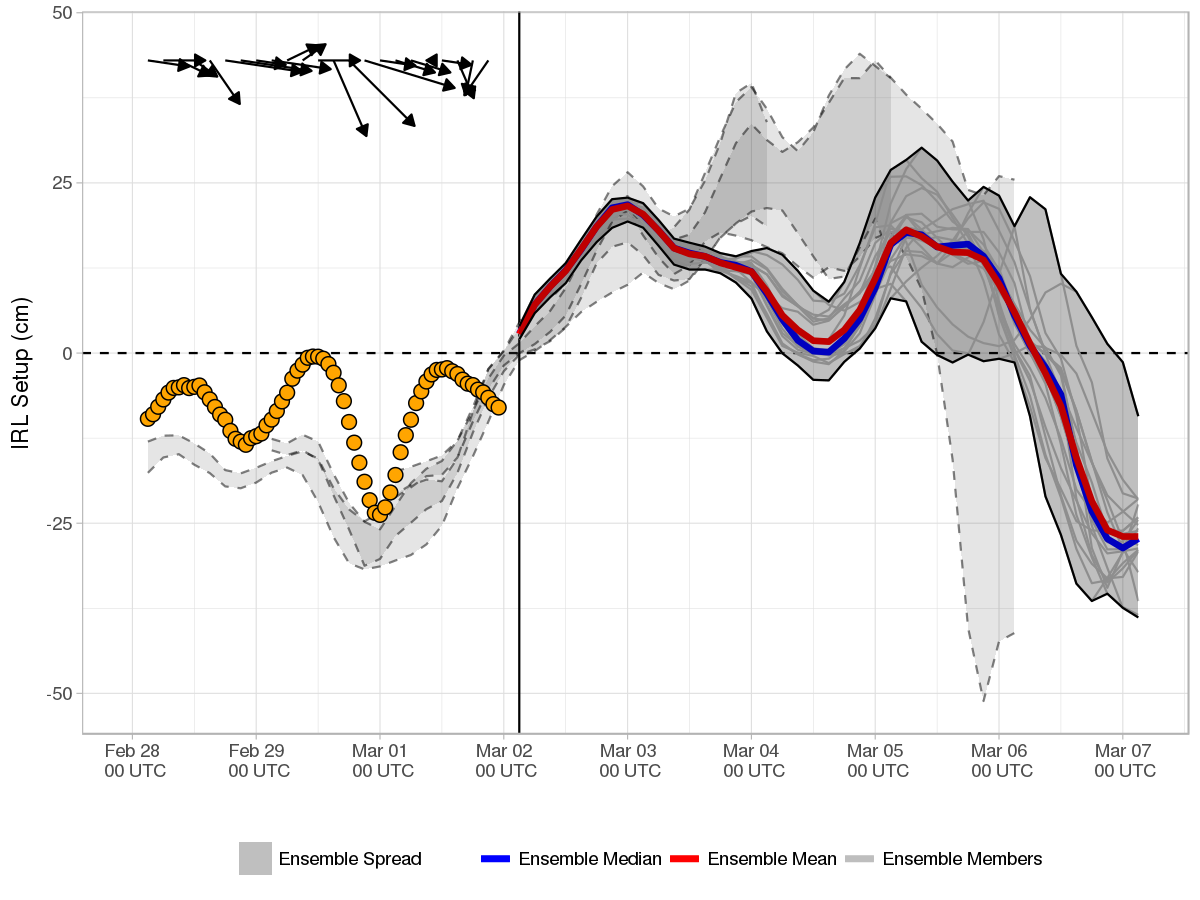 50
25
0
-25
-50
IRL Setup (cm)
Feb 28 Feb 29 Mar 01 Mar 02 Mar 03 Mar 04 Mar 05 Mar 06 Mar 07
00 UTC 00 UTC 00 UTC 00 UTC 00 UTC 00 UTC 00 UTC 00 UTC 00 UTC
Ensemble Spread Ensemble Median Ensemble Mean Ensemble Members